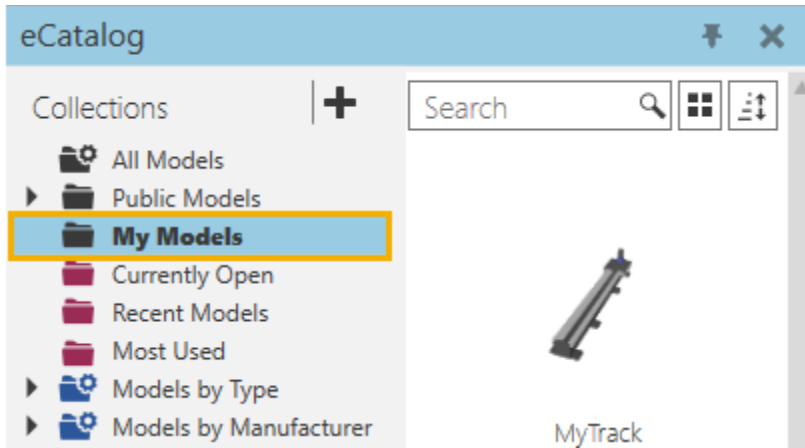 eCatalog
Collections
Search
All Models
Public Models
My Models
Currently Open
Recent Models
Most Used
Models by Type
Models by Manufacturer
MyTrack